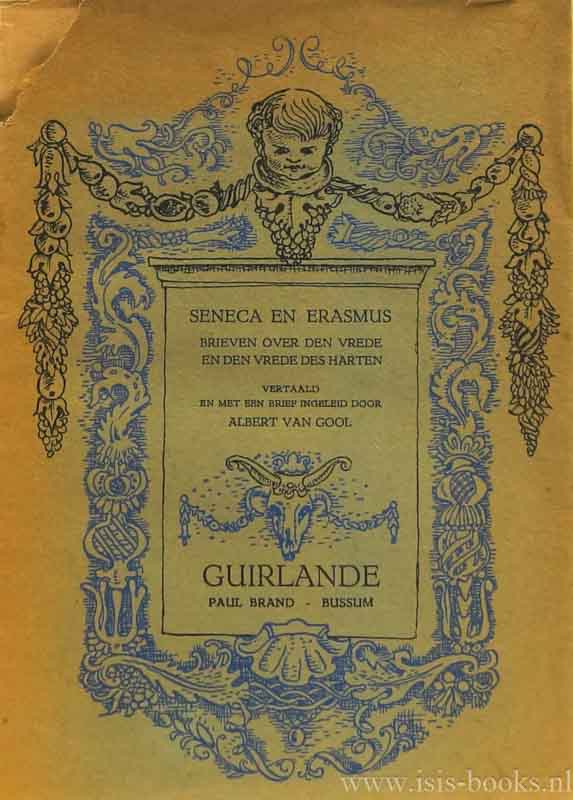 SENECA EN ERASMUS
BRIEVEN OVER DEN VREDE
EN DEN VREDE DES HARTEN
VERTAALD
EN MET EEN BRIEF INGELEID DOOR
ALBERT VAN GOOL
GUIRLANDE
PAUL BRAND - BUSSUM
www.isis-books.nl